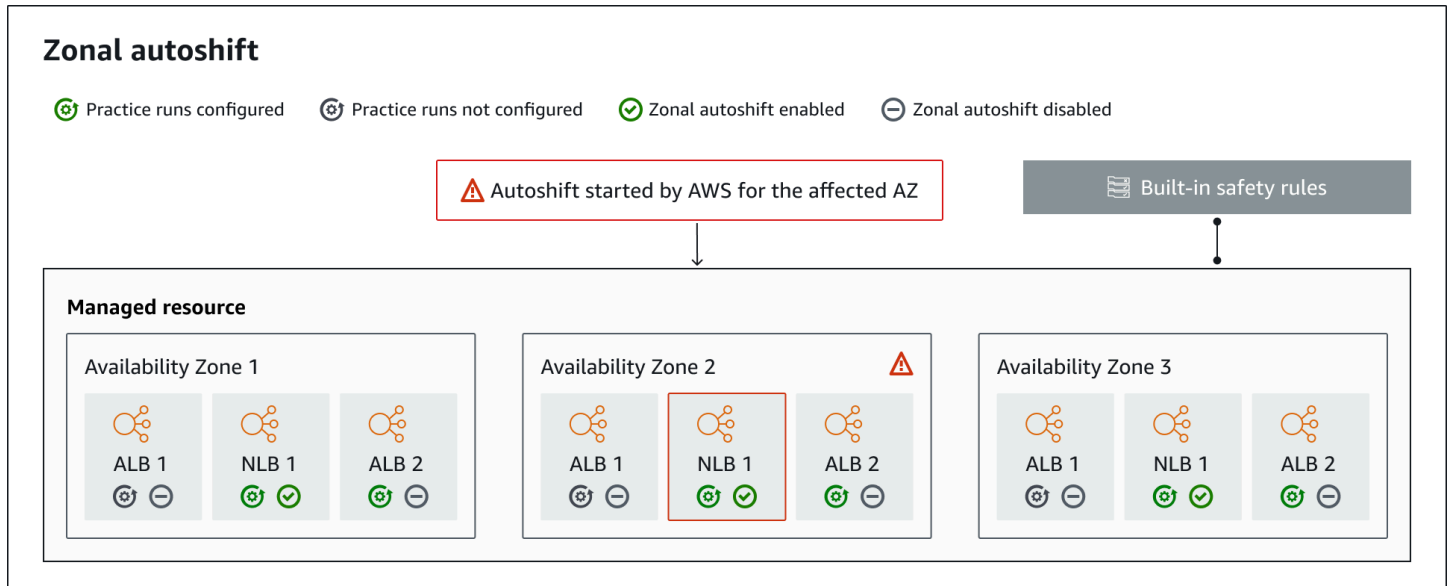 Zonal autoshift
Practice runs configured
Practice runs not configured
Zonal autoshift enabled
Zonal autoshift disabled
Autoshift started by AWS for the affected AZ
Built-in safety rules
Managed resource
Availability Zone 1
ALB 1
NLB 1
ALB 2
Availability Zone 2
ALB 1
NLB 1
ALB 2
Availability Zone 3
ALB 1
NLB 1
ALB 2